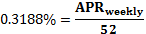 0.3188% = APRweekly / 52